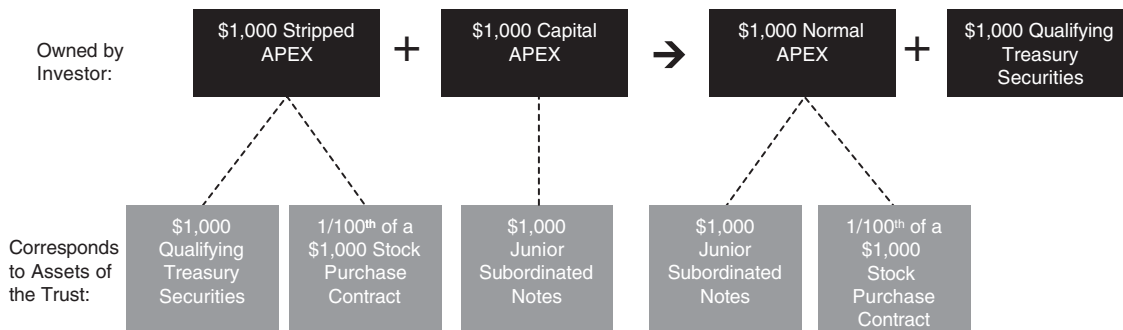 Owned by
Investor:
$1,000 Stripped
APEX
+
$1,000 Capital
APEX
→
$1,000 Normal
APEX
+
$1,000 Qualifying
Treasury
Securities
Corresponds
to Assets of
the Trust:
$1,000
Qualifying
Treasury
Securities
1/100th of a
$1,000 Stock
Purchase
Contract
$1,000
Junior
Subordinated
Notes
$1,000
Junior
Subordinated
Notes
1/100th of a
$1,000
Stock
Purchase
Contract